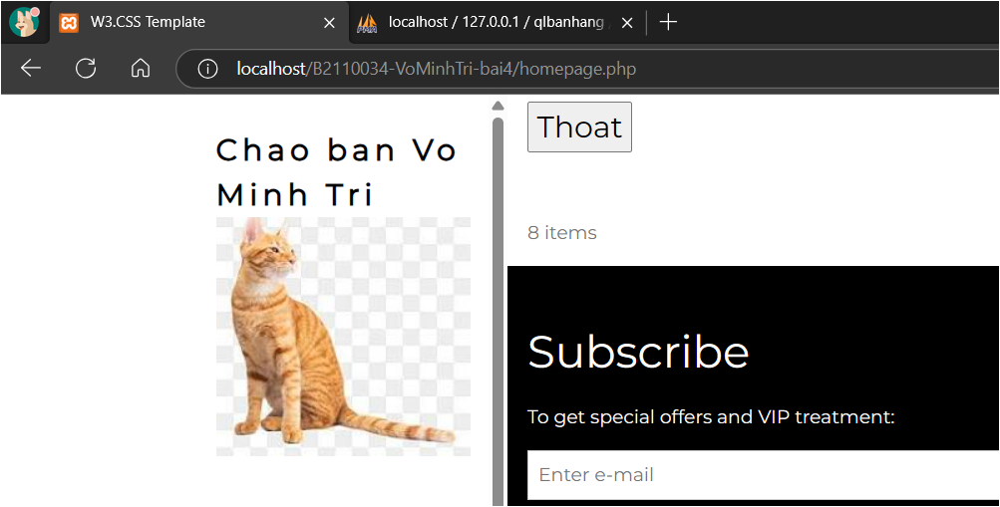 W3.CSS Template
localhost / 127.0.0.1 / qlbanhang
localhost/B2110034-VoMinhTri-bai4/homepage.php
Chao ban Vo
Minh Tri
Thoat
8 items
Subscribe
To get special offers and VIP treatment:
Enter e-mail